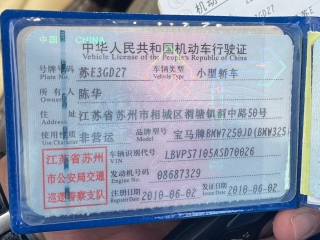 中华人民共和国机动车行驶证
Vehicle License of the People's Republic of China
号牌号码 苏E3GD27 车辆类型 小型轿车
Plate No. Vehicle Type
所有人 陈华
Owner
住址 江苏省苏州市相城区渭塘镇渭中路50号
Address
使用性质 非营运 品牌型号 宝马牌BMW7250JD(BMW325
Use Character Model
江苏省苏州
市公安局交通
巡逻警察支队
车辆识别代号 LBVPS7105ASD70026
VIN
发动机号码 08687329
Engine No.
注册日期 2010-06-02 发证日期 2010-06-02
Register Date Issue Date